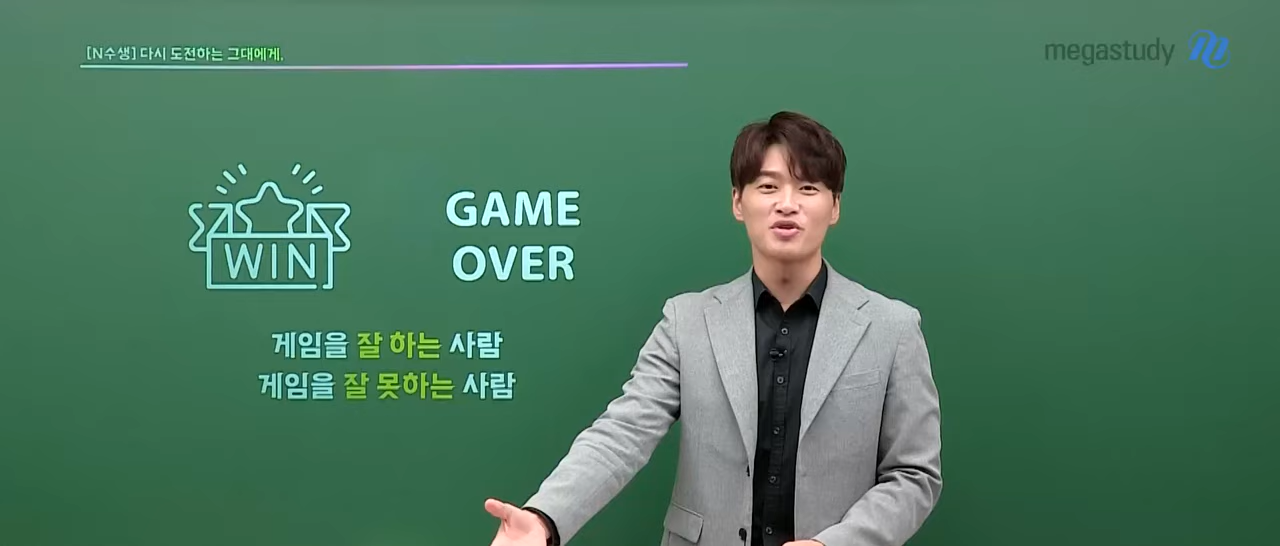 [N수생] 다시 도전하는 그대에게.
megastudy
WIN
GAME
OVER
게임을 잘 하는 사람
게임을 잘 못하는 사람